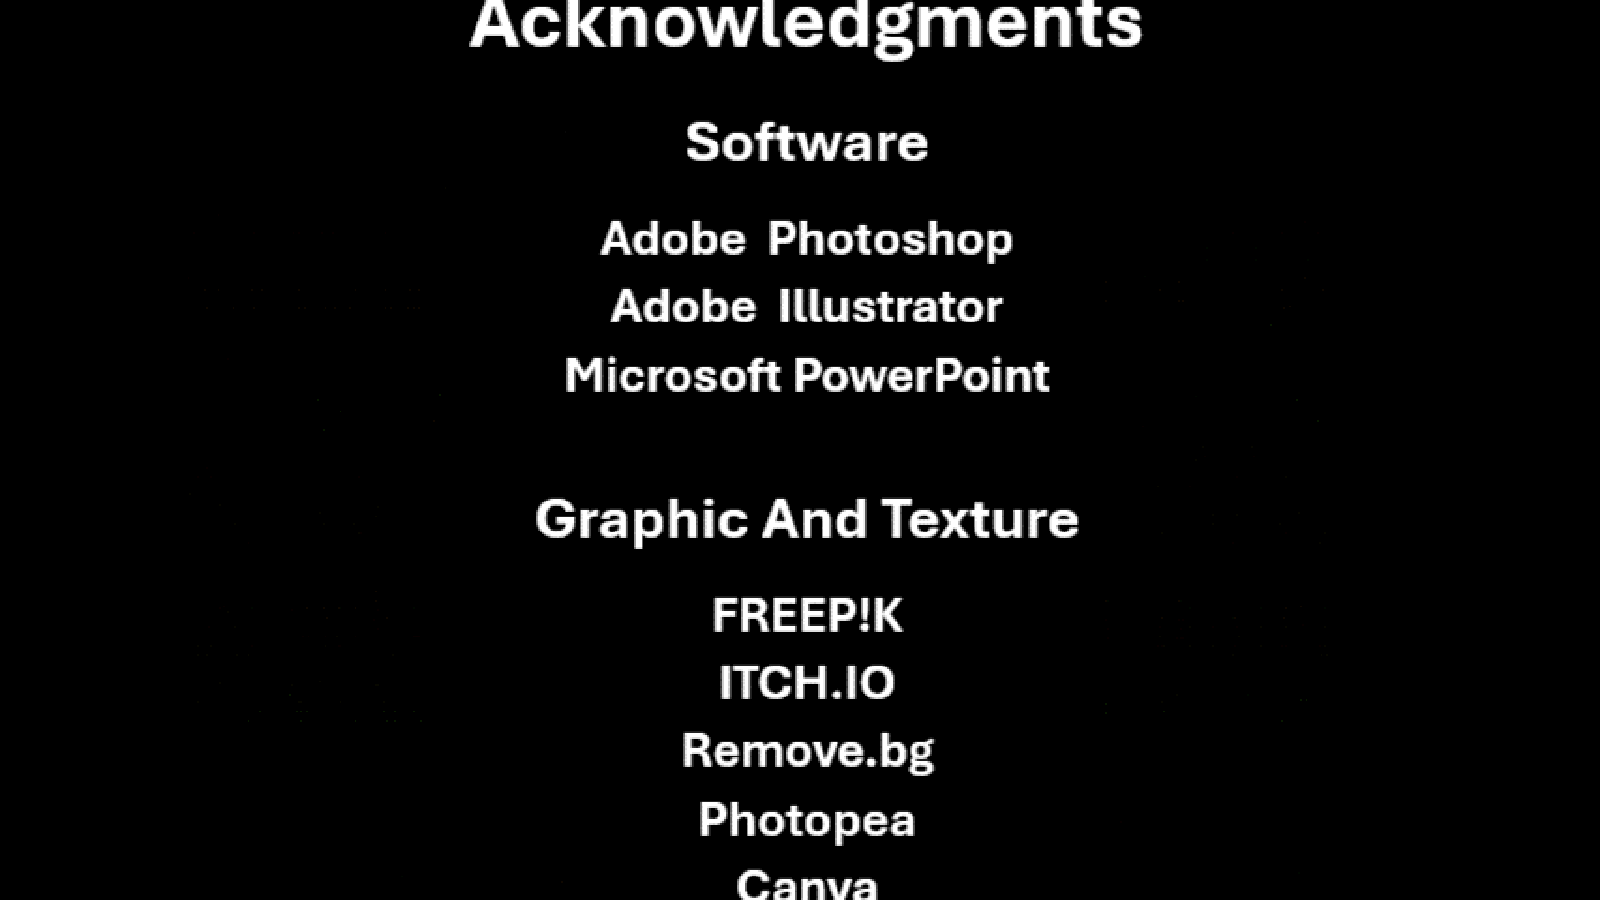 Acknowledgments
Software
Adobe Photoshop
Adobe Illustrator
Microsoft PowerPoint
Graphic And Texture
FREEP!K
ITCH.IO
Remove.bg
Photopea
Canva